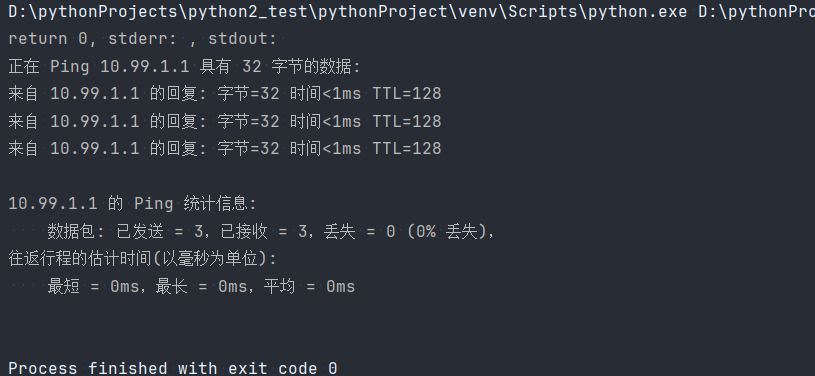 D:\pythonProjects\python2_test\pythonProject\venv\Scripts\python.exe D:\pythonPro
return 0, stderr: , stdout:
正在 Ping 10.99.1.1 具有 32 字节的数据:
来自 10.99.1.1 的回复: 字节=32 时间<1ms TTL=128
来自 10.99.1.1 的回复: 字节=32 时间<1ms TTL=128
来自 10.99.1.1 的回复: 字节=32 时间<1ms TTL=128
10.99.1.1 的 Ping 统计信息:
数据包: 已发送 = 3，已接收 = 3，丢失 = 0 (0% 丢失)，
往返行程的估计时间(以毫秒为单位):
最短 = 0ms，最长 = 0ms，平均 = 0ms
Process finished with exit code 0